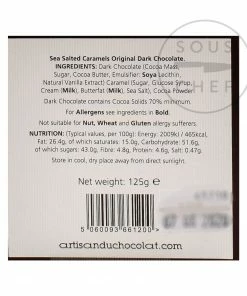 SOUS
CHEF
Sea Salted Caramels Original Dark Chocolate.
INGREDIENTS: Dark Chocolate (Cocoa Mass,
Sugar, Cocoa Butter, Emulsifier: Soya Lecithin,
Natural Vanilla Extract) Caramel (Sugar, Glucose Syrup,
Cream (Milk), Butterfat (Milk), Sea Salt), Cocoa Powder)
Dark Chocolate contains Cocoa Solids 70% minimum.
For Allergens see ingredients in Bold.
Not suitable for Nut, Wheat and Gluten allergy sufferers.
NUTRITION: (Typical values, per 100g): Energy: 2009kJ / 465kcal,
Fat: 26.4g, of which saturates: 15.0g, Carbohydrate: 51.6g,
of which sugars: 43.0g, Fibre: 4.8g, Protein: 4.6g, Salt: 0.47g.
Store in cool, dry place away from direct sunlight.
Net weight: 125g e
5 060093 661200 >
artisanduchocolat.com